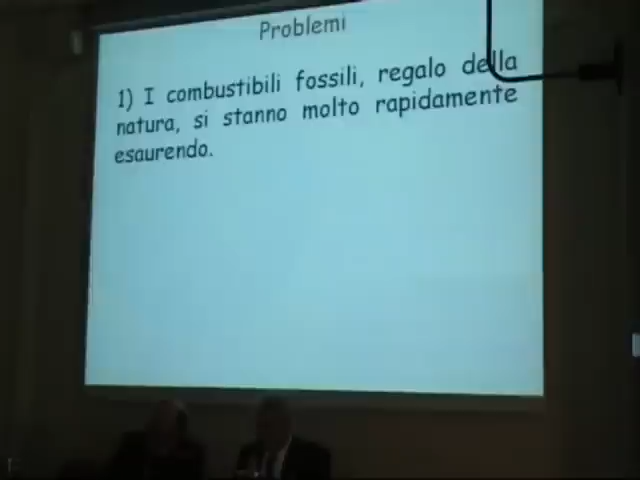 Problemi
1) I combustibili fossili, regalo della
natura, si stanno molto rapidamente
esaurendo.